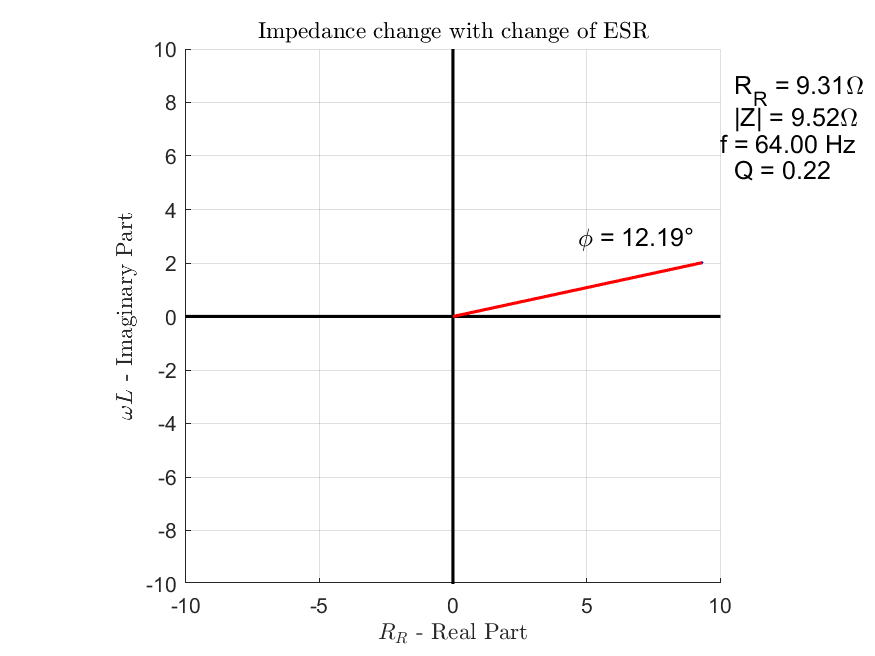 Impedance change with change of ESR
R_R = 9.31Ω
|Z| = 9.52Ω
f = 64.00 Hz
Q = 0.22
ϕ = 12.19°
10
8
6
4
2
0
-2
-4
-6
-8
-10
ωL - Imaginary Part
-10 -5 0 5 10
R_R - Real Part